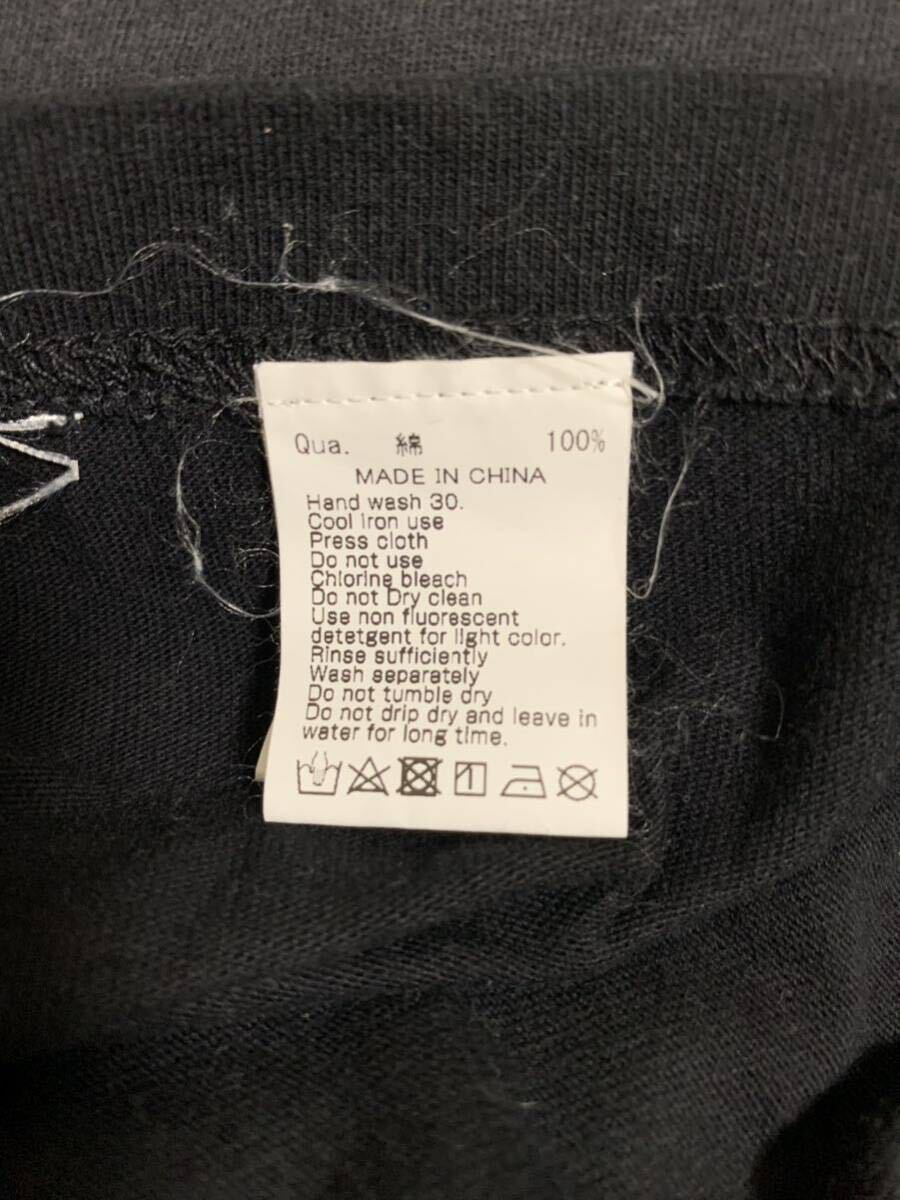 Qua. 綿 100%
MADE IN CHINA
Hand wash 30.
Cool iron use
Press cloth
Do not use
Chlorine bleach
Do not Dry clean
Use non fluorescent
detetgent for light color.
Rinse sufficiently
Wash separately
Do not tumble dry
Do not drip dry and leave in
water for long time.